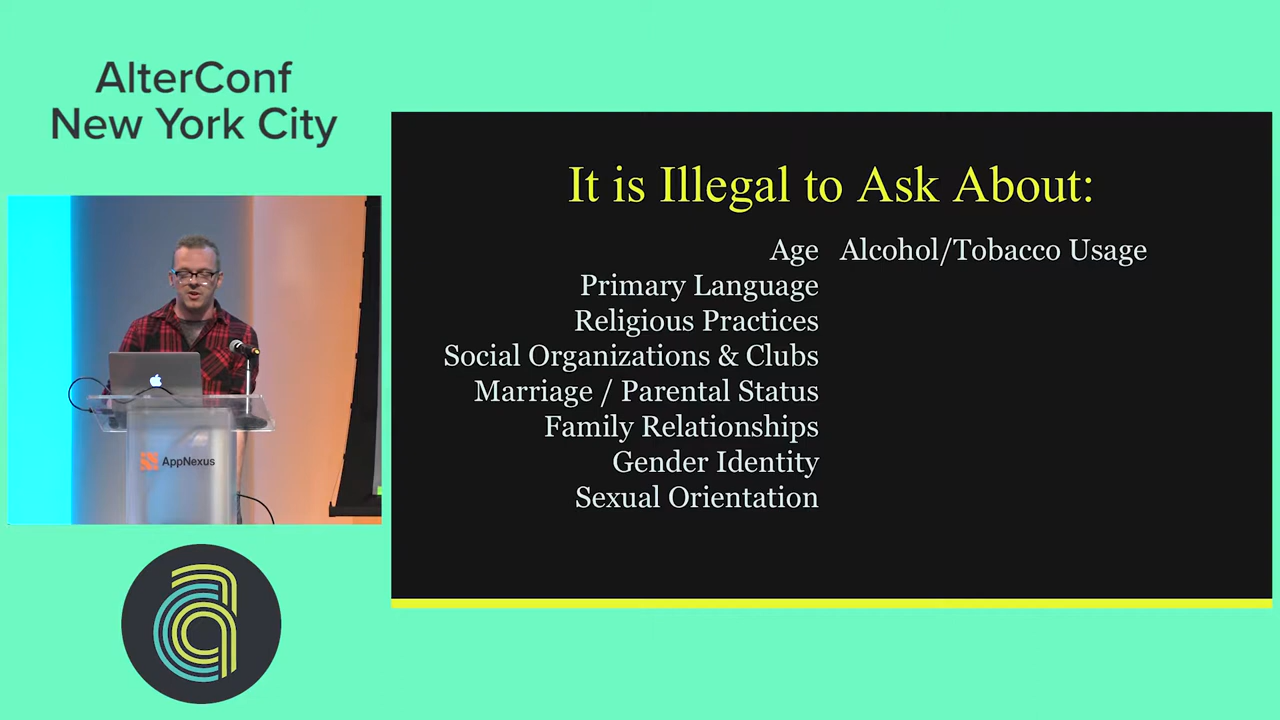 AlterConf
New York City
It is Illegal to Ask About:
Age
Alcohol/Tobacco Usage
Primary Language
Religious Practices
Social Organizations & Clubs
Marriage / Parental Status
Family Relationships
Gender Identity
Sexual Orientation
AppNexus